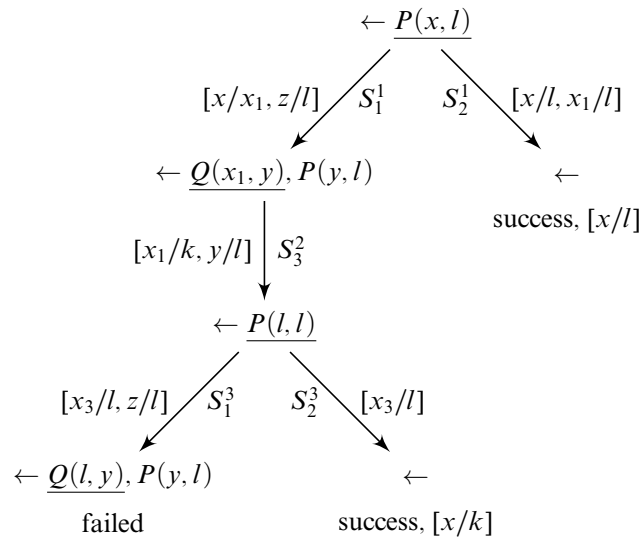 ← P(x, l)
[x/x₁, z/l] S₁¹ S₂¹ [x/l, x₁/l]
← Q(x₁, y), P(y, l) ←
success, [x/l]
[x₁/k, y/l] S₃²
← P(l, l)
[x₃/l, z/l] S₁³ S₂³ [x₃/l]
← Q(l, y), P(y, l) ←
failed success, [x/k]